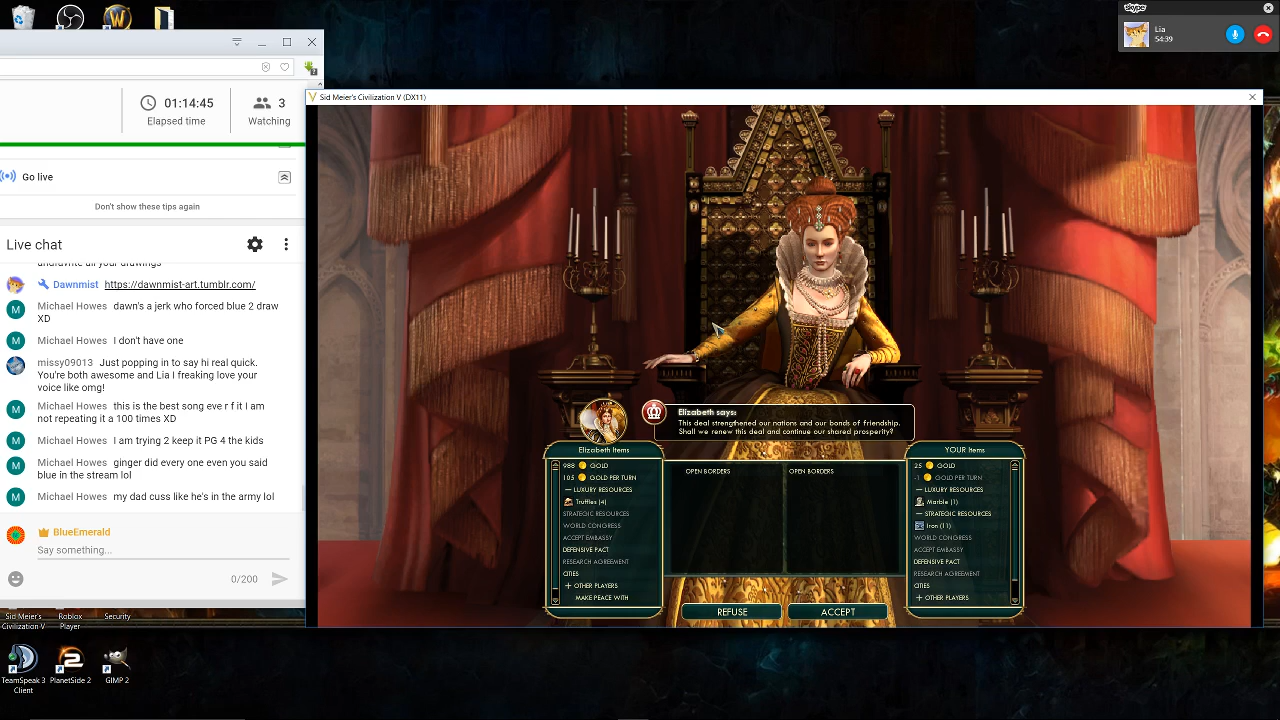 skype
Lia
54:39
01:14:45
Elapsed time
3
Watching
Go live
Don't show these tips again
Live chat
all your drawings
Dawnmist https://dawnmist-art.tumblr.com/
M Michael Howes dawn's a jerk who forced blue 2 draw
XD
M Michael Howes I don't have one
missy09013 Just popping in to say hi real quick.
You're both awesome and Lia I freaking love your
voice like omg!
M Michael Howes this is the best song eve r f it I am
not repeating it a 100 times XD
M Michael Howes I am trying 2 keep it PG 4 the kids
M Michael Howes ginger did every one even you said
blue in the stream lol
M Michael Howes my dad cuss like he's in the army lol
BlueEmerald
Say something...
0/200
Sid Meier's Civilization V (DX11)
Elizabeth says:
This deal strengthened our nations and our bonds of friendship.
Shall we renew this deal and continue our shared prosperity?
Elizabeth Items
988 GOLD
105 GOLD PER TURN
— LUXURY RESOURCES
Truffles (4)
STRATEGIC RESOURCES
WORLD CONGRESS
ACCEPT EMBASSY
DEFENSIVE PACT
RESEARCH AGREEMENT
CITIES
+ OTHER PLAYERS
MAKE PEACE WITH
OPEN BORDERS
OPEN BORDERS
YOUR Items
25 GOLD
-1 GOLD PER TURN
— LUXURY RESOURCES
Marble (1)
— STRATEGIC RESOURCES
Iron (11)
WORLD CONGRESS
ACCEPT EMBASSY
DEFENSIVE PACT
RESEARCH AGREEMENT
CITIES
+ OTHER PLAYERS
REFUSE
ACCEPT
Sid Meier's
Civilization V
Roblox
Player
Security
TeamSpeak 3
Client
PlanetSide 2
GIMP 2